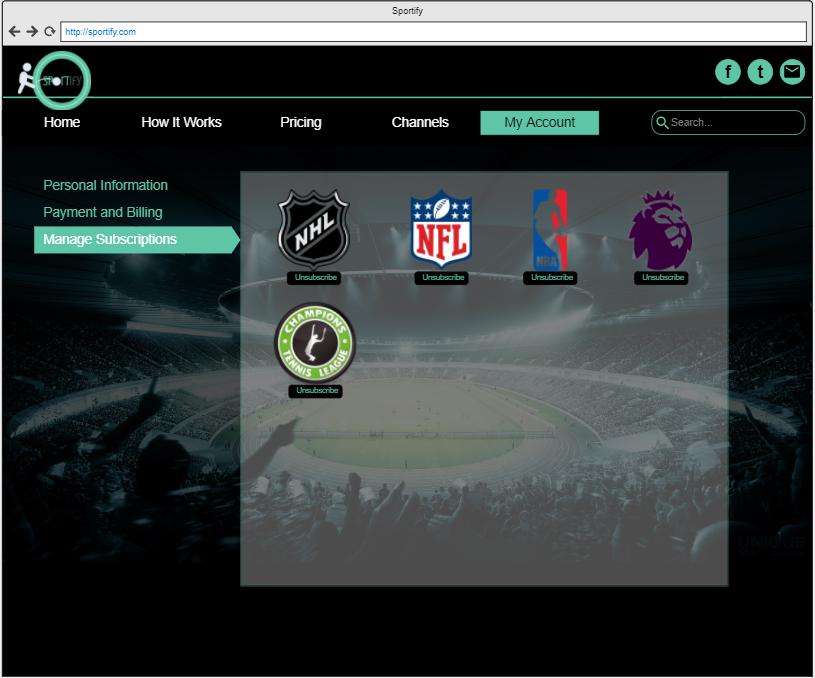 Sportify
http://sportify.com
SPORTIFY
f
t
Home
How It Works
Pricing
Channels
My Account
Search...
Personal Information
Payment and Billing
Manage Subscriptions
NHL
NFL
NBA
Unsubscribe
Unsubscribe
Unsubscribe
Unsubscribe
CHAMPIONS
TENNIS LEAGUE
Unsubscribe
UNIQUE